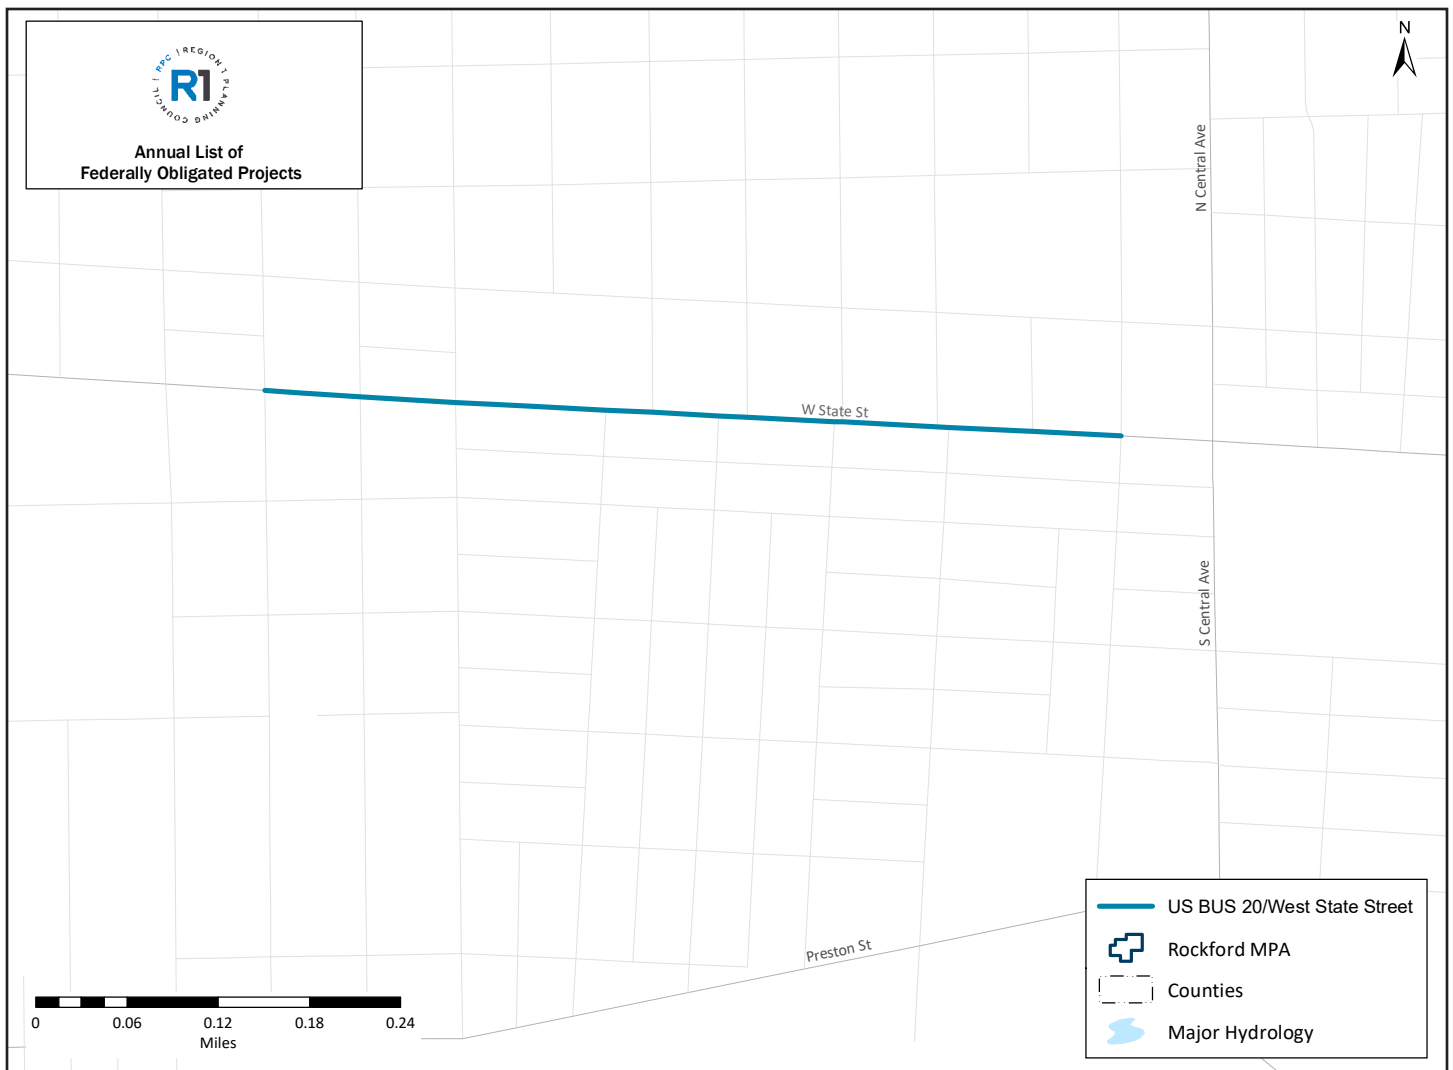 RPC | REGION 1 PLANNING COUNCIL |
R1
Annual List of
Federally Obligated Projects
N
N Central Ave
W State St
S Central Ave
Preston St
0 0.06 0.12 0.18 0.24
Miles
US BUS 20/West State Street
Rockford MPA
Counties
Major Hydrology